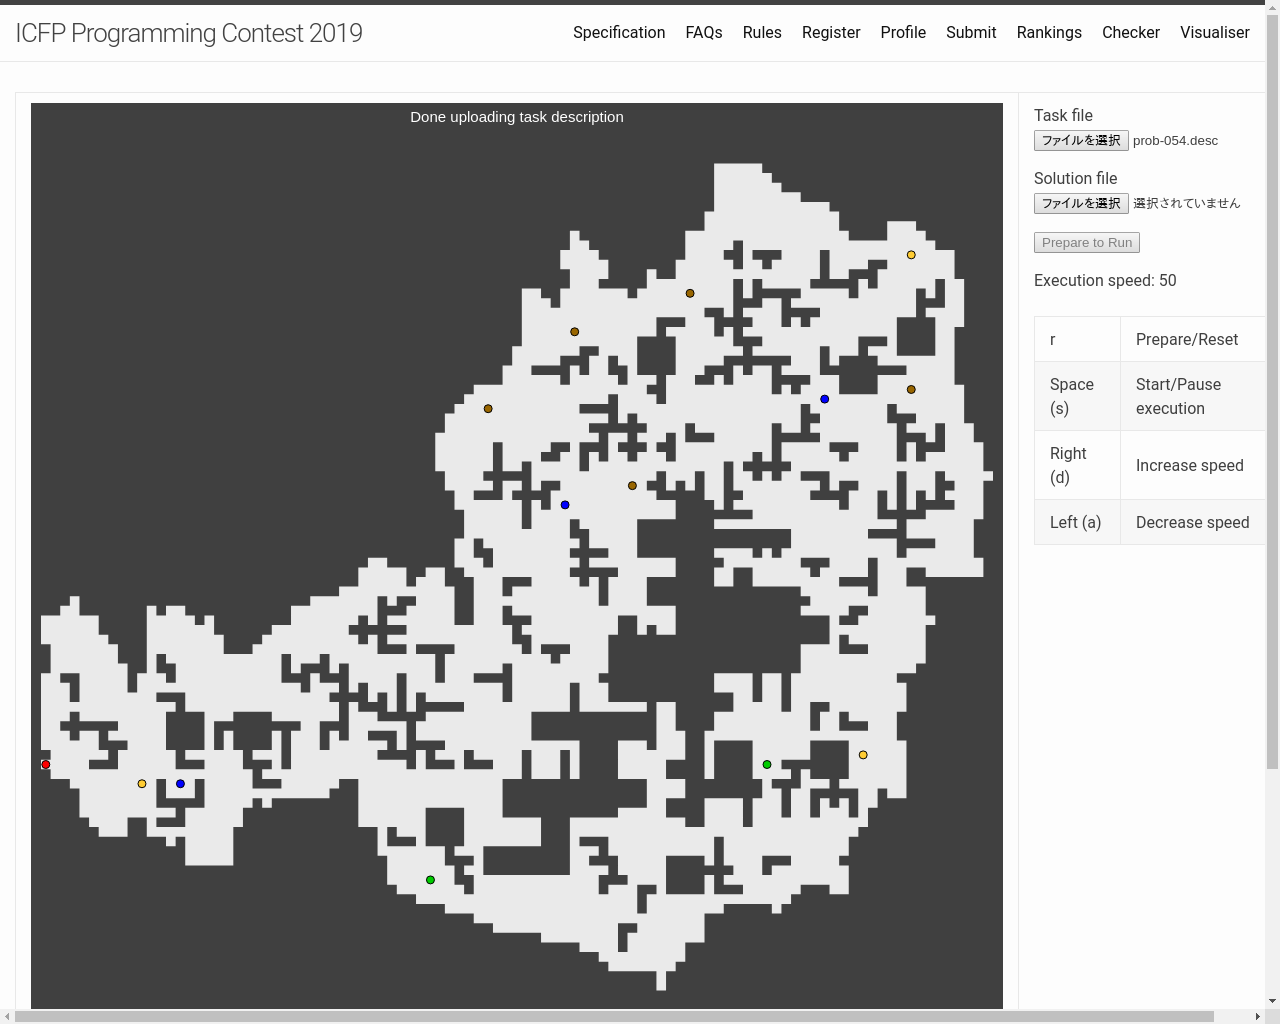 ICFP Programming Contest 2019
Specification FAQs Rules Register Profile Submit Rankings Checker Visualiser
Done uploading task description
Task file
ファイルを選択 prob-054.desc
Solution file
ファイルを選択 選択されていません
Prepare to Run
Execution speed: 50
r Prepare/Reset
Space (s) Start/Pause execution
Right (d) Increase speed
Left (a) Decrease speed